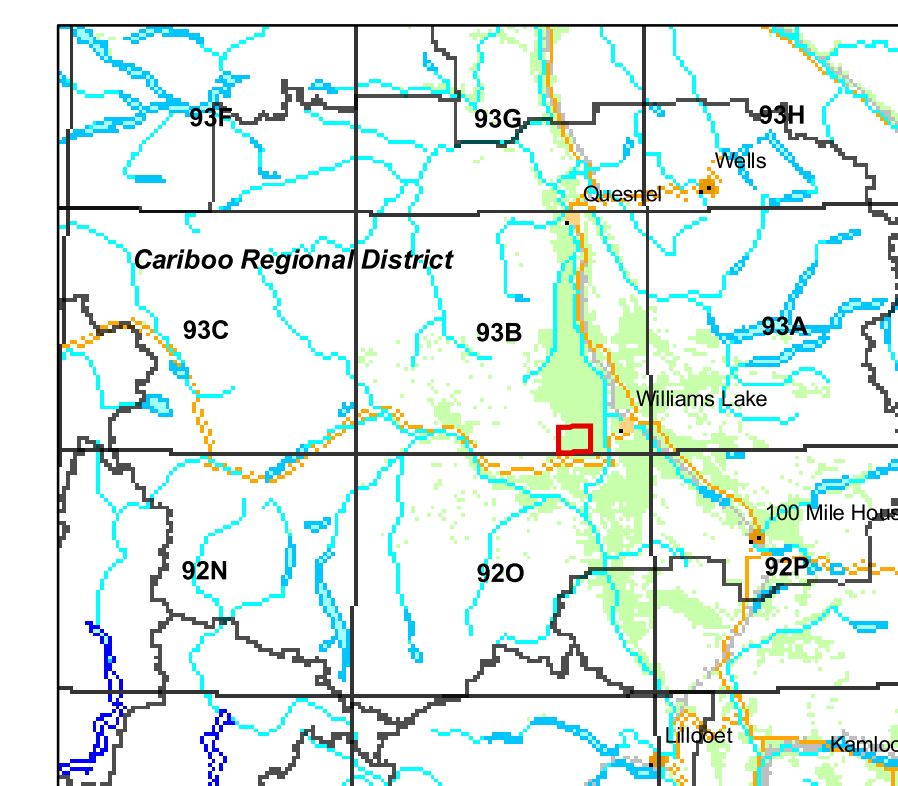 93F
93G
93H
Wells
Quesnel
Cariboo Regional District
93C
93B
93A
Williams Lake
100 Mile Hous
92N
92O
92P
Lillooet
Kamloo